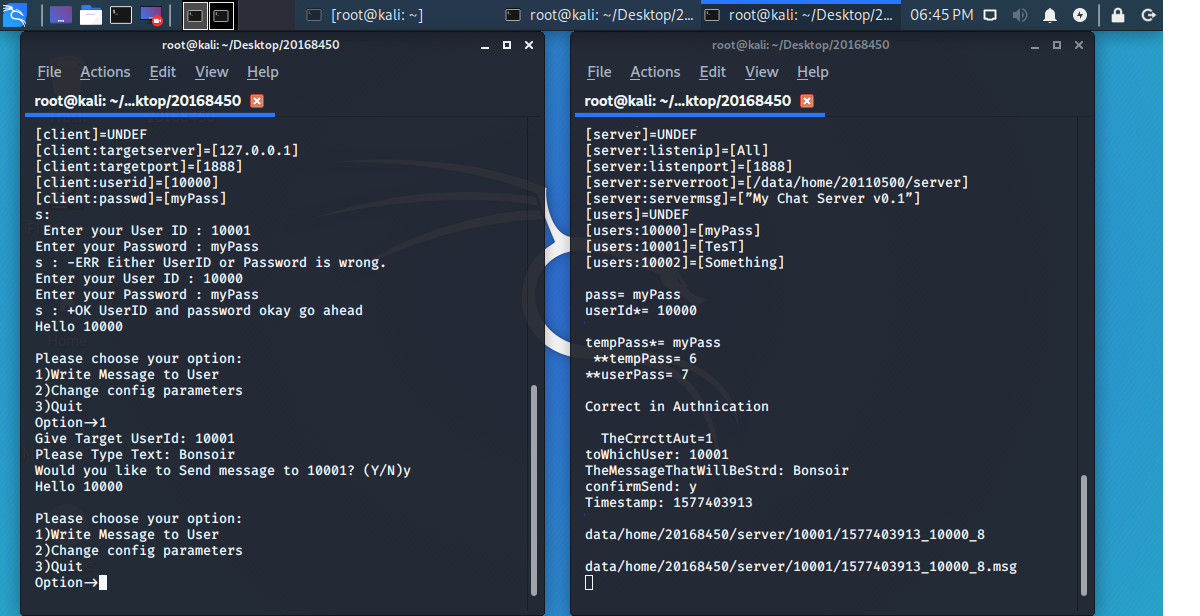 [root@kali: ~]
root@kali: ~/Desktop/2...
root@kali: ~/Desktop/2...
06:45 PM
root@kali: ~/Desktop/20168450
File Actions Edit View Help
root@kali: ~/...ktop/20168450
[client]=UNDEF
[client:targetserver]=[127.0.0.1]
[client:targetport]=[1888]
[client:userid]=[10000]
[client:passwd]=[myPass]
s:
Enter your User ID : 10001
Enter your Password : myPass
s : -ERR Either UserID or Password is wrong.
Enter your User ID : 10000
Enter your Password : myPass
s : +OK UserID and password okay go ahead
Hello 10000
Please choose your option:
1)Write Message to User
2)Change config parameters
3)Quit
Option→1
Give Target UserId: 10001
Please Type Text: Bonsoir
Would you like to Send message to 10001? (Y/N)y
Hello 10000
Please choose your option:
1)Write Message to User
2)Change config parameters
3)Quit
Option→
root@kali: ~/Desktop/20168450
File Actions Edit View Help
root@kali: ~/...ktop/20168450
[server]=UNDEF
[server:listenip]=[All]
[server:listenport]=[1888]
[server:serverroot]=[/data/home/20110500/server]
[server:servermsg]=[”My Chat Server v0.1”]
[users]=UNDEF
[users:10000]=[myPass]
[users:10001]=[TesT]
[users:10002]=[Something]
pass= myPass
userId*= 10000
tempPass*= myPass
**tempPass= 6
**userPass= 7
Correct in Authnication
TheCrrcttAut=1
toWhichUser: 10001
TheMessageThatWillBeStrd: Bonsoir
confirmSend: y
Timestamp: 1577403913
data/home/20168450/server/10001/1577403913_10000_8
data/home/20168450/server/10001/1577403913_10000_8.msg